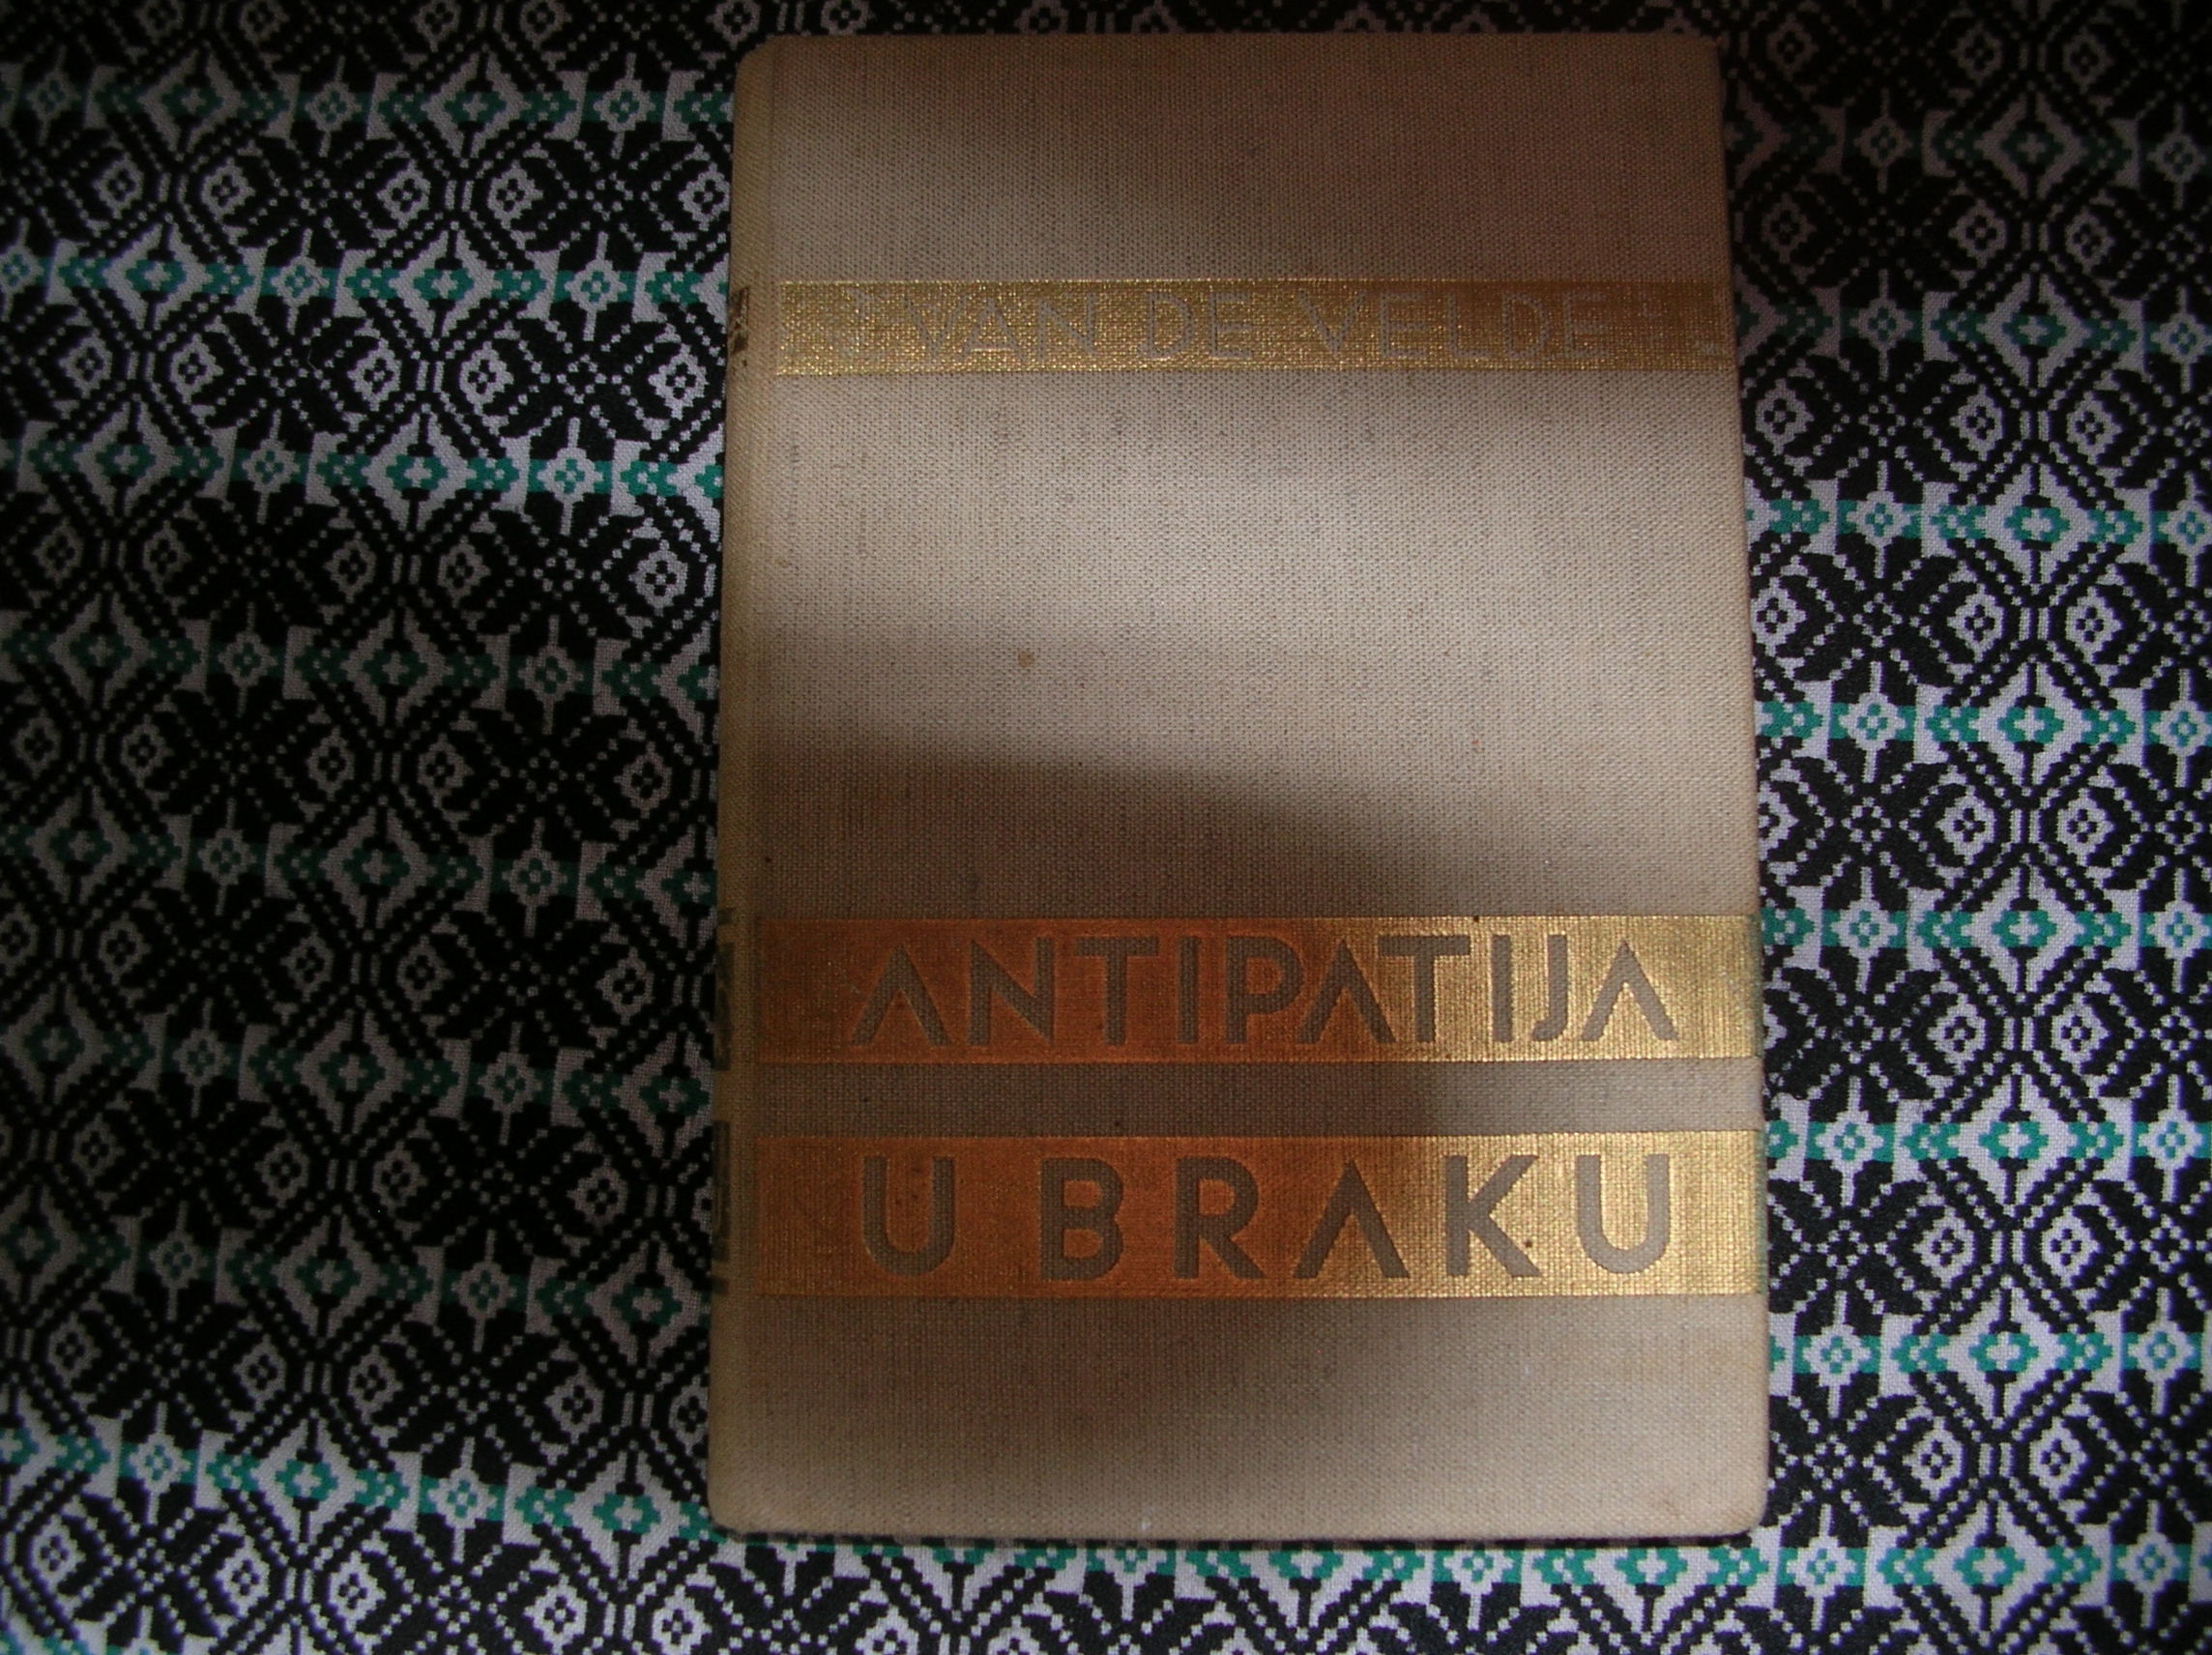 VAN DE VELDE
ANTIPATIJA
U BRAKU